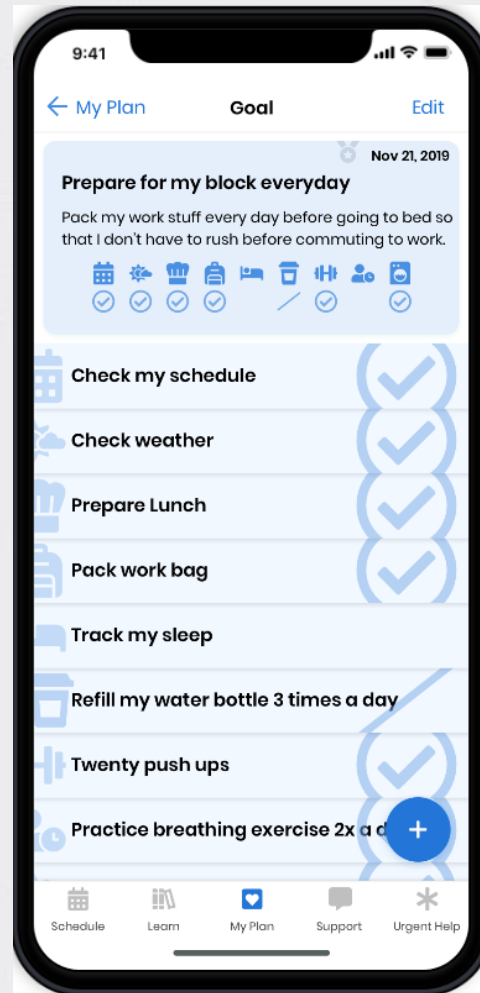 9:41
My Plan
Goal
Edit
Nov 21, 2019
Prepare for my block everyday
Pack my work stuff every day before going to bed so
that I don't have to rush before commuting to work.
Check my schedule
Check weather
Prepare Lunch
Pack work bag
Track my sleep
Refill my water bottle 3 times a day
Twenty push ups
Practice breathing exercise 2x a d
+
Schedule
Learn
My Plan
Support
Urgent Help